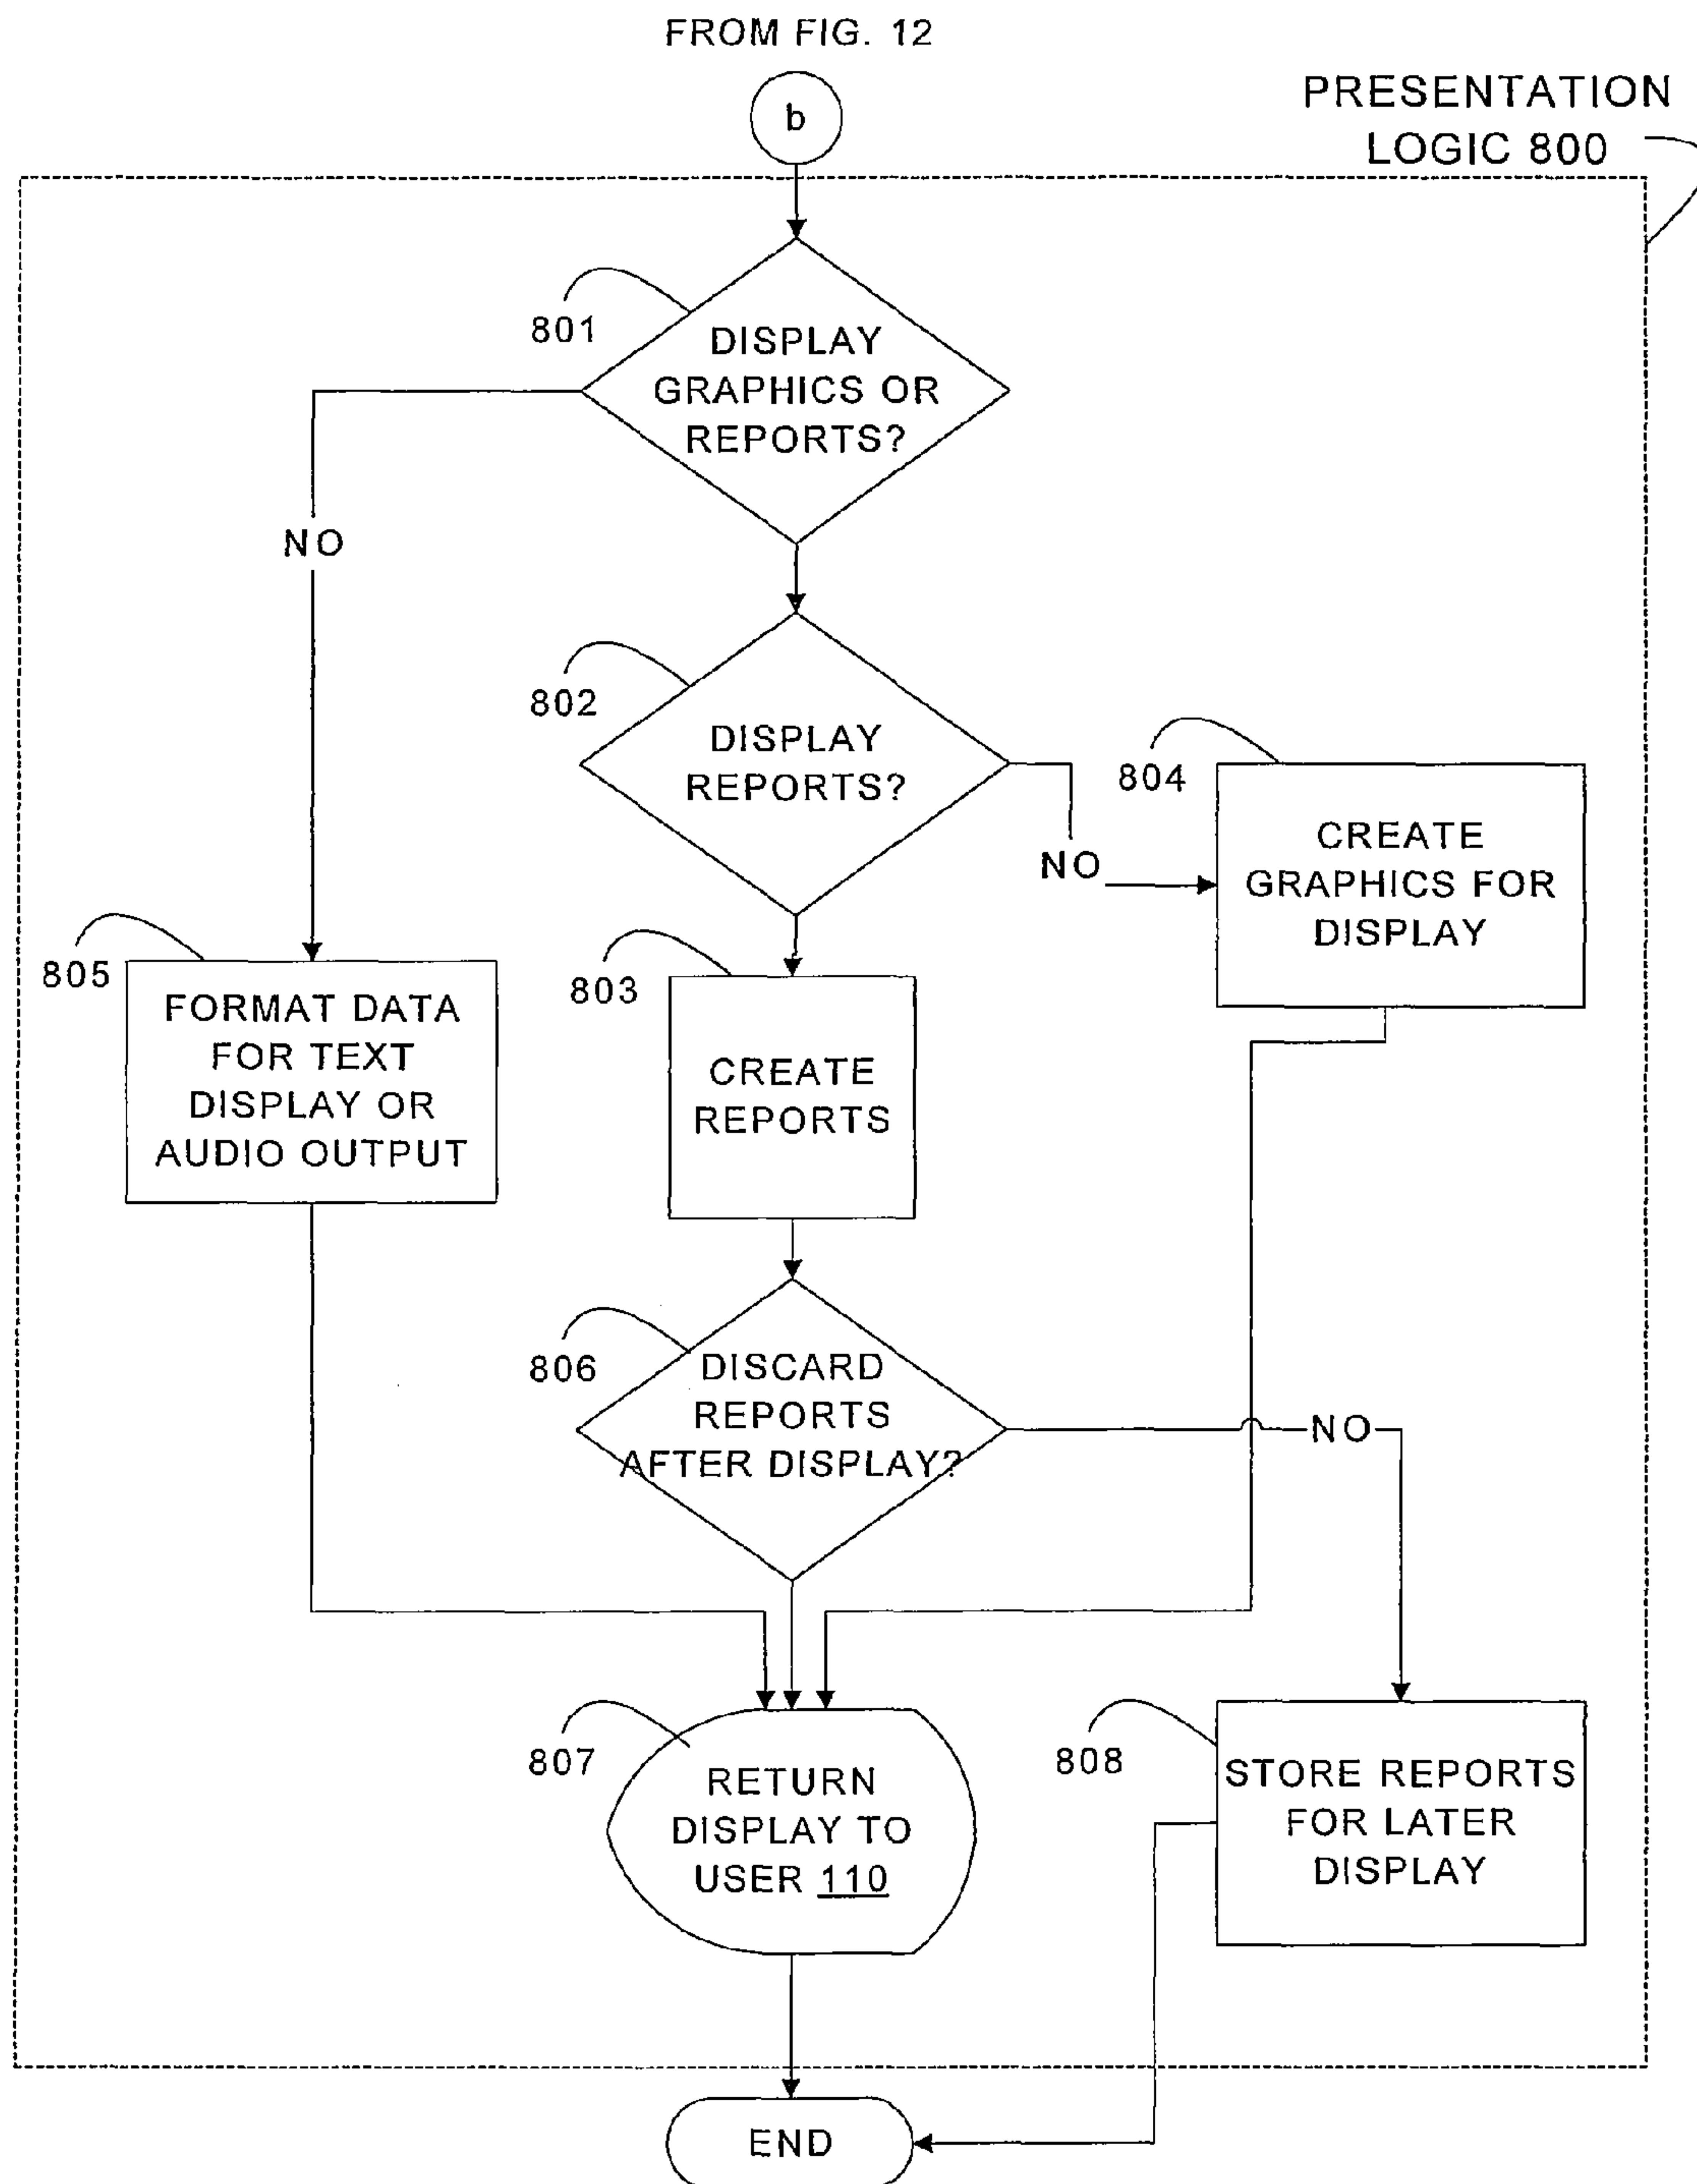 FROM FIG. 12
b
PRESENTATION
LOGIC 800
801
DISPLAY
GRAPHICS OR
REPORTS?
NO
802
DISPLAY
REPORTS?
NO
804
CREATE
GRAPHICS FOR
DISPLAY
805
FORMAT DATA
FOR TEXT
DISPLAY OR
AUDIO OUTPUT
803
CREATE
REPORTS
806
DISCARD
REPORTS
AFTER DISPLAY?
NO
807
RETURN
DISPLAY TO
USER 110
808
STORE REPORTS
FOR LATER
DISPLAY
END